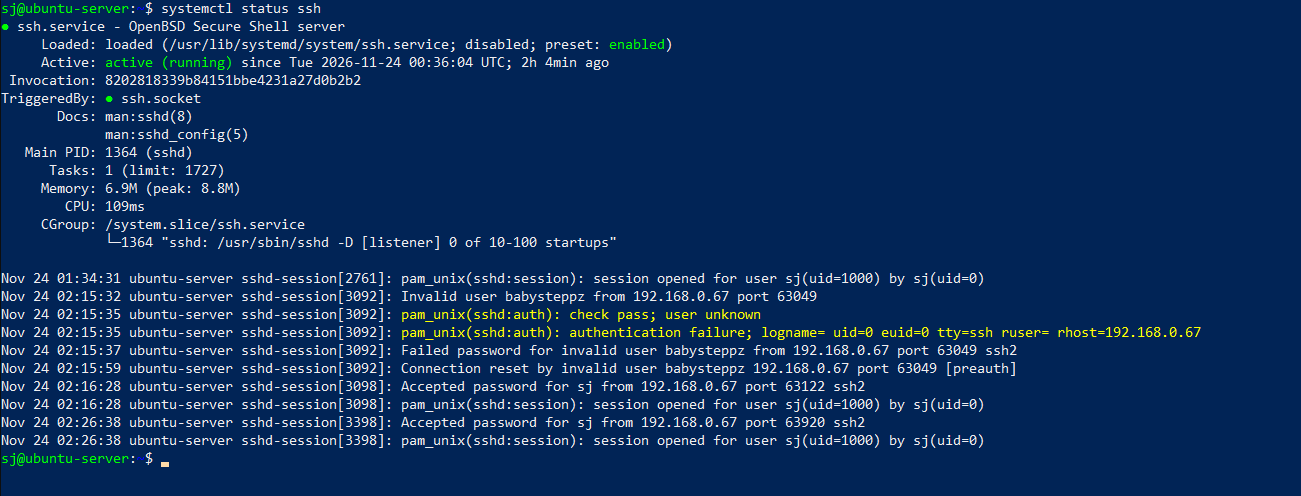 sj@ubuntu-server: $ systemctl status ssh
● ssh.service - OpenBSD Secure Shell server
     Loaded: loaded (/usr/lib/systemd/system/ssh.service; disabled; preset: enabled)
     Active: active (running) since Tue 2026-11-24 00:36:04 UTC; 2h 4min ago
 Invocation: 8202818339b84151bbe4231a27d0b2b2
TriggeredBy: ● ssh.socket
       Docs: man:sshd(8)
             man:sshd_config(5)
   Main PID: 1364 (sshd)
      Tasks: 1 (limit: 1727)
     Memory: 6.9M (peak: 8.8M)
        CPU: 109ms
     CGroup: /system.slice/ssh.service
             └─1364 "sshd: /usr/sbin/sshd -D [listener] 0 of 10-100 startups"
Nov 24 01:34:31 ubuntu-server sshd-session[2761]: pam_unix(sshd:session): session opened for user sj(uid=1000) by sj(uid=0)
Nov 24 02:15:32 ubuntu-server sshd-session[3092]: Invalid user babysteppz from 192.168.0.67 port 63049
Nov 24 02:15:35 ubuntu-server sshd-session[3092]: pam_unix(sshd:auth): check pass; user unknown
Nov 24 02:15:35 ubuntu-server sshd-session[3092]: pam_unix(sshd:auth): authentication failure; logname= uid=0 euid=0 tty=ssh ruser= rhost=192.168.0.67
Nov 24 02:15:37 ubuntu-server sshd-session[3092]: Failed password for invalid user babysteppz from 192.168.0.67 port 63049 ssh2
Nov 24 02:15:59 ubuntu-server sshd-session[3092]: Connection reset by invalid user babysteppz 192.168.0.67 port 63049 [preauth]
Nov 24 02:16:28 ubuntu-server sshd-session[3098]: Accepted password for sj from 192.168.0.67 port 63122 ssh2
Nov 24 02:16:28 ubuntu-server sshd-session[3098]: pam_unix(sshd:session): session opened for user sj(uid=1000) by sj(uid=0)
Nov 24 02:26:38 ubuntu-server sshd-session[3398]: Accepted password for sj from 192.168.0.67 port 63920 ssh2
Nov 24 02:26:38 ubuntu-server sshd-session[3398]: pam_unix(sshd:session): session opened for user sj(uid=1000) by sj(uid=0)
sj@ubuntu-server: $